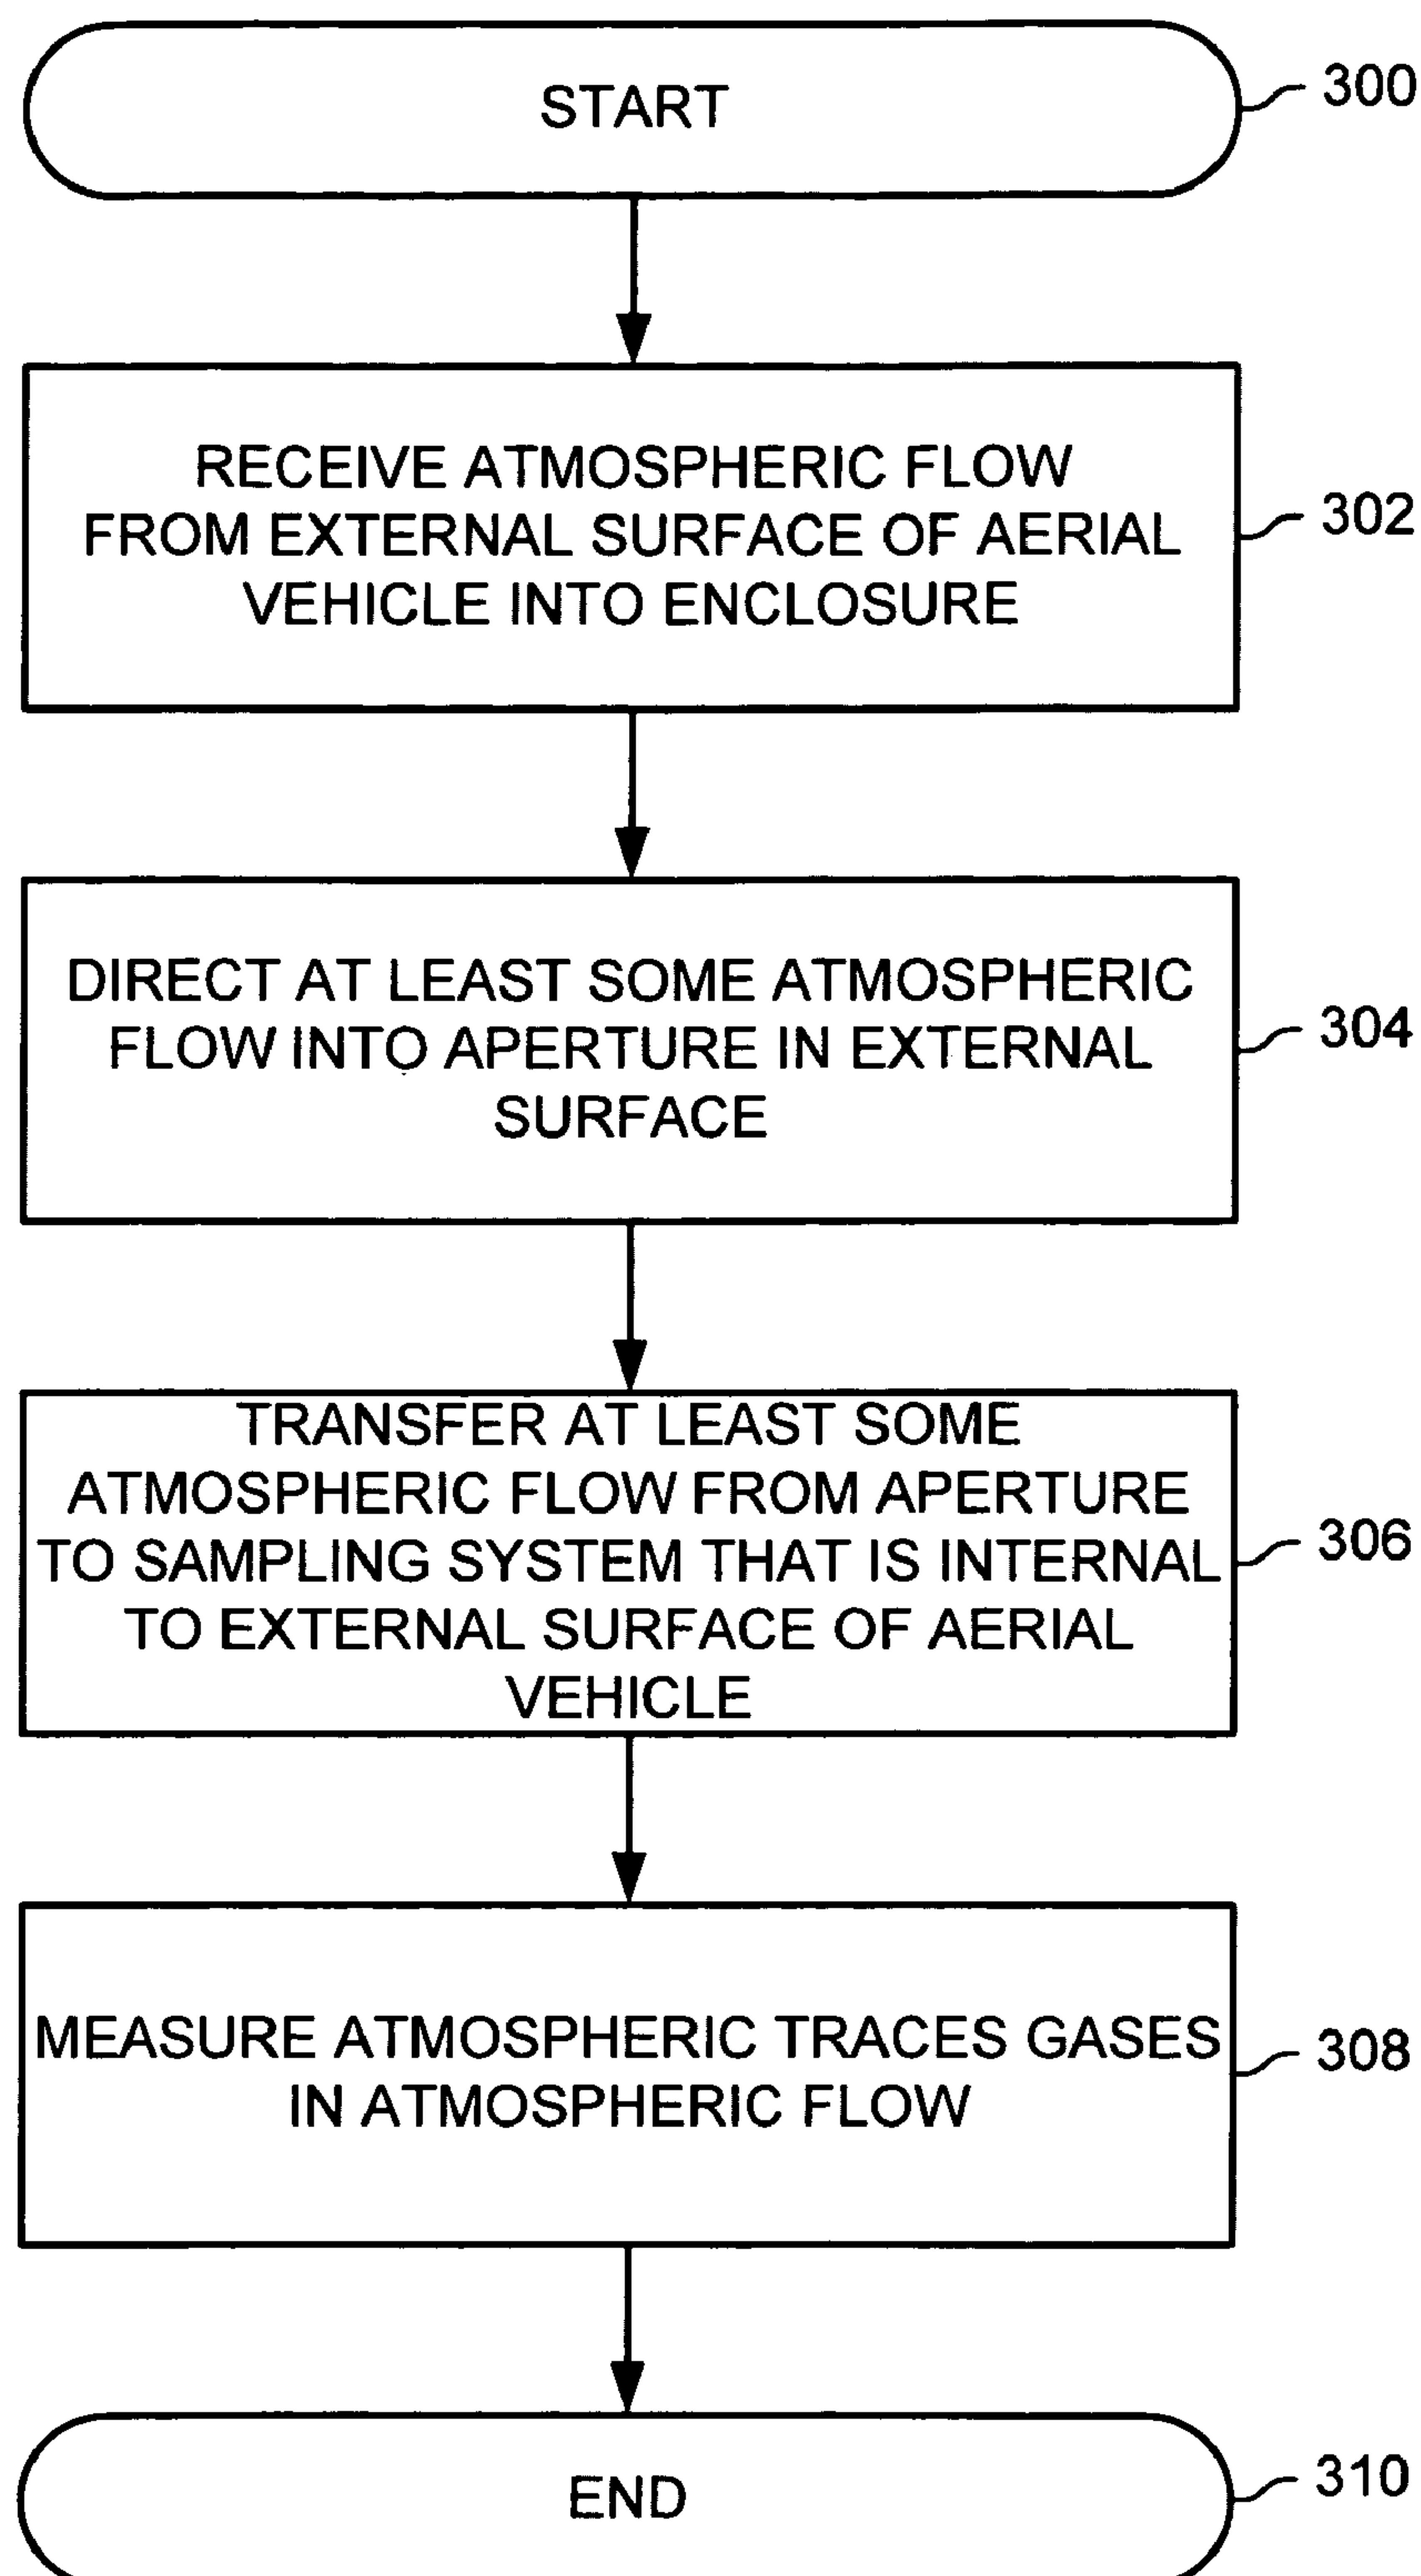 START
300
RECEIVE ATMOSPHERIC FLOW
FROM EXTERNAL SURFACE OF AERIAL
VEHICLE INTO ENCLOSURE
302
DIRECT AT LEAST SOME ATMOSPHERIC
FLOW INTO APERTURE IN EXTERNAL
SURFACE
304
TRANSFER AT LEAST SOME
ATMOSPHERIC FLOW FROM APERTURE
TO SAMPLING SYSTEM THAT IS INTERNAL
TO EXTERNAL SURFACE OF AERIAL
VEHICLE
306
MEASURE ATMOSPHERIC TRACES GASES
IN ATMOSPHERIC FLOW
308
END
310